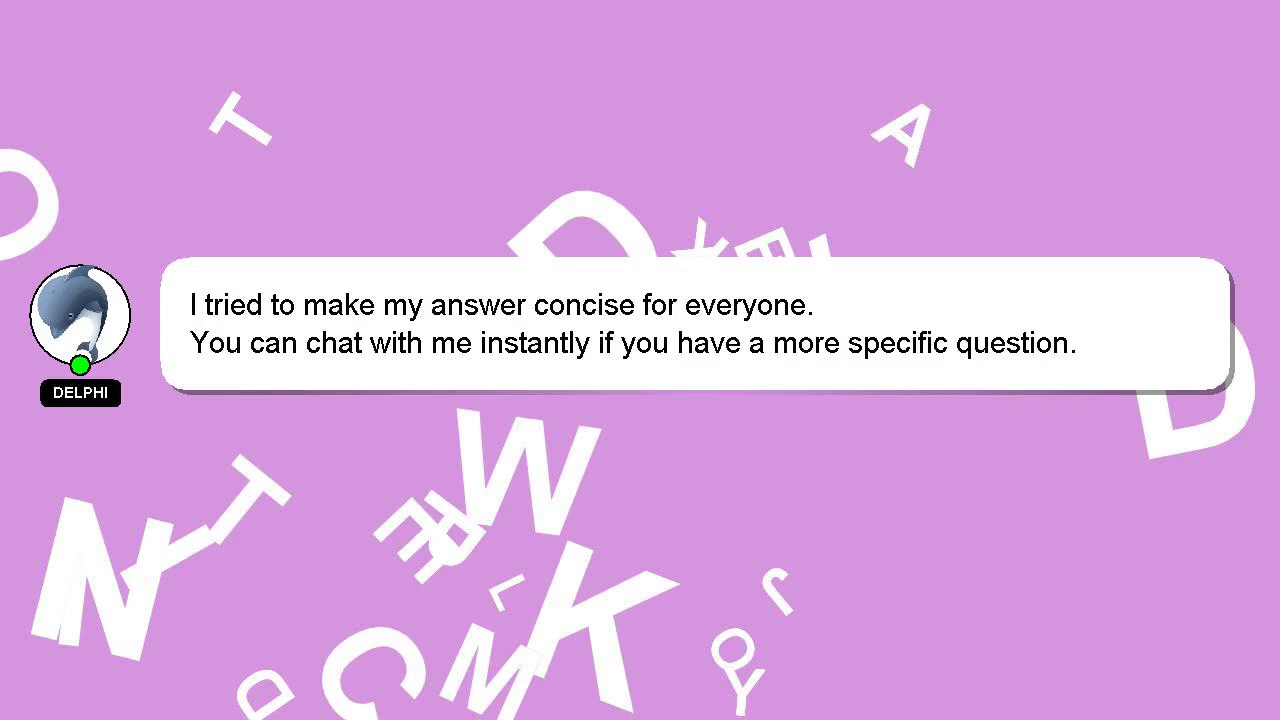 T
A
D
K
E
I tried to make my answer concise for everyone.
You can chat with me instantly if you have a more specific question.
DELPHI
D
W
T
N
Y
E
R
L
K
J
C
M
O
Y
D